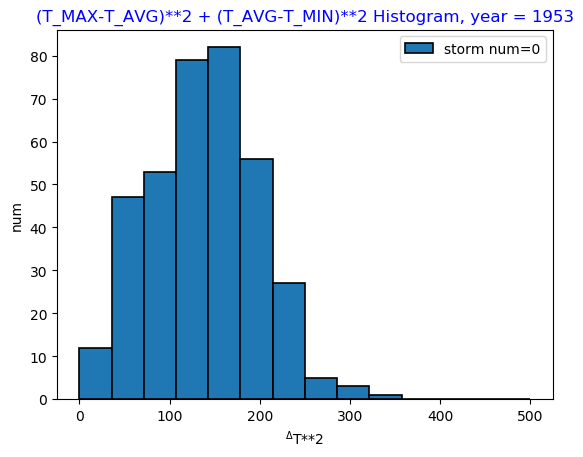 (T_MAX-T_AVG)**2 + (T_AVG-T_MIN)**2 Histogram, year = 1953
storm num=0
80
70
60
50
40
30
20
10
0
num
0 100 200 300 400 500
ΔT**2